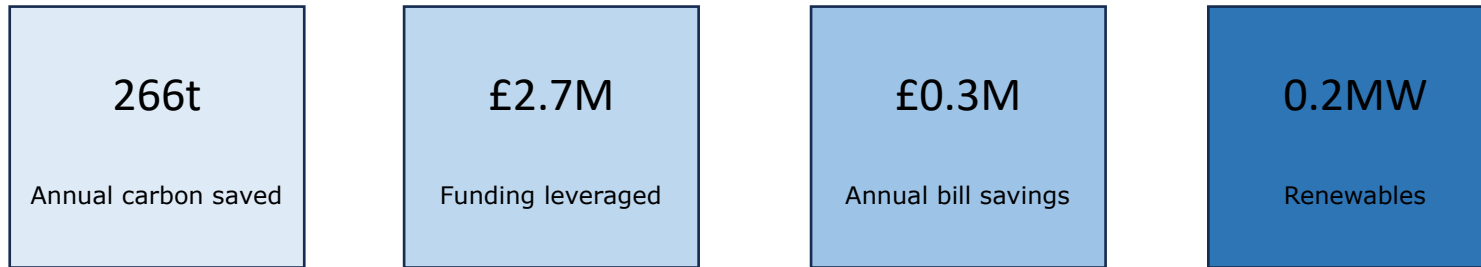 266t
Annual carbon saved
£2.7M
Funding leveraged
£0.3M
Annual bill savings
0.2MW
Renewables